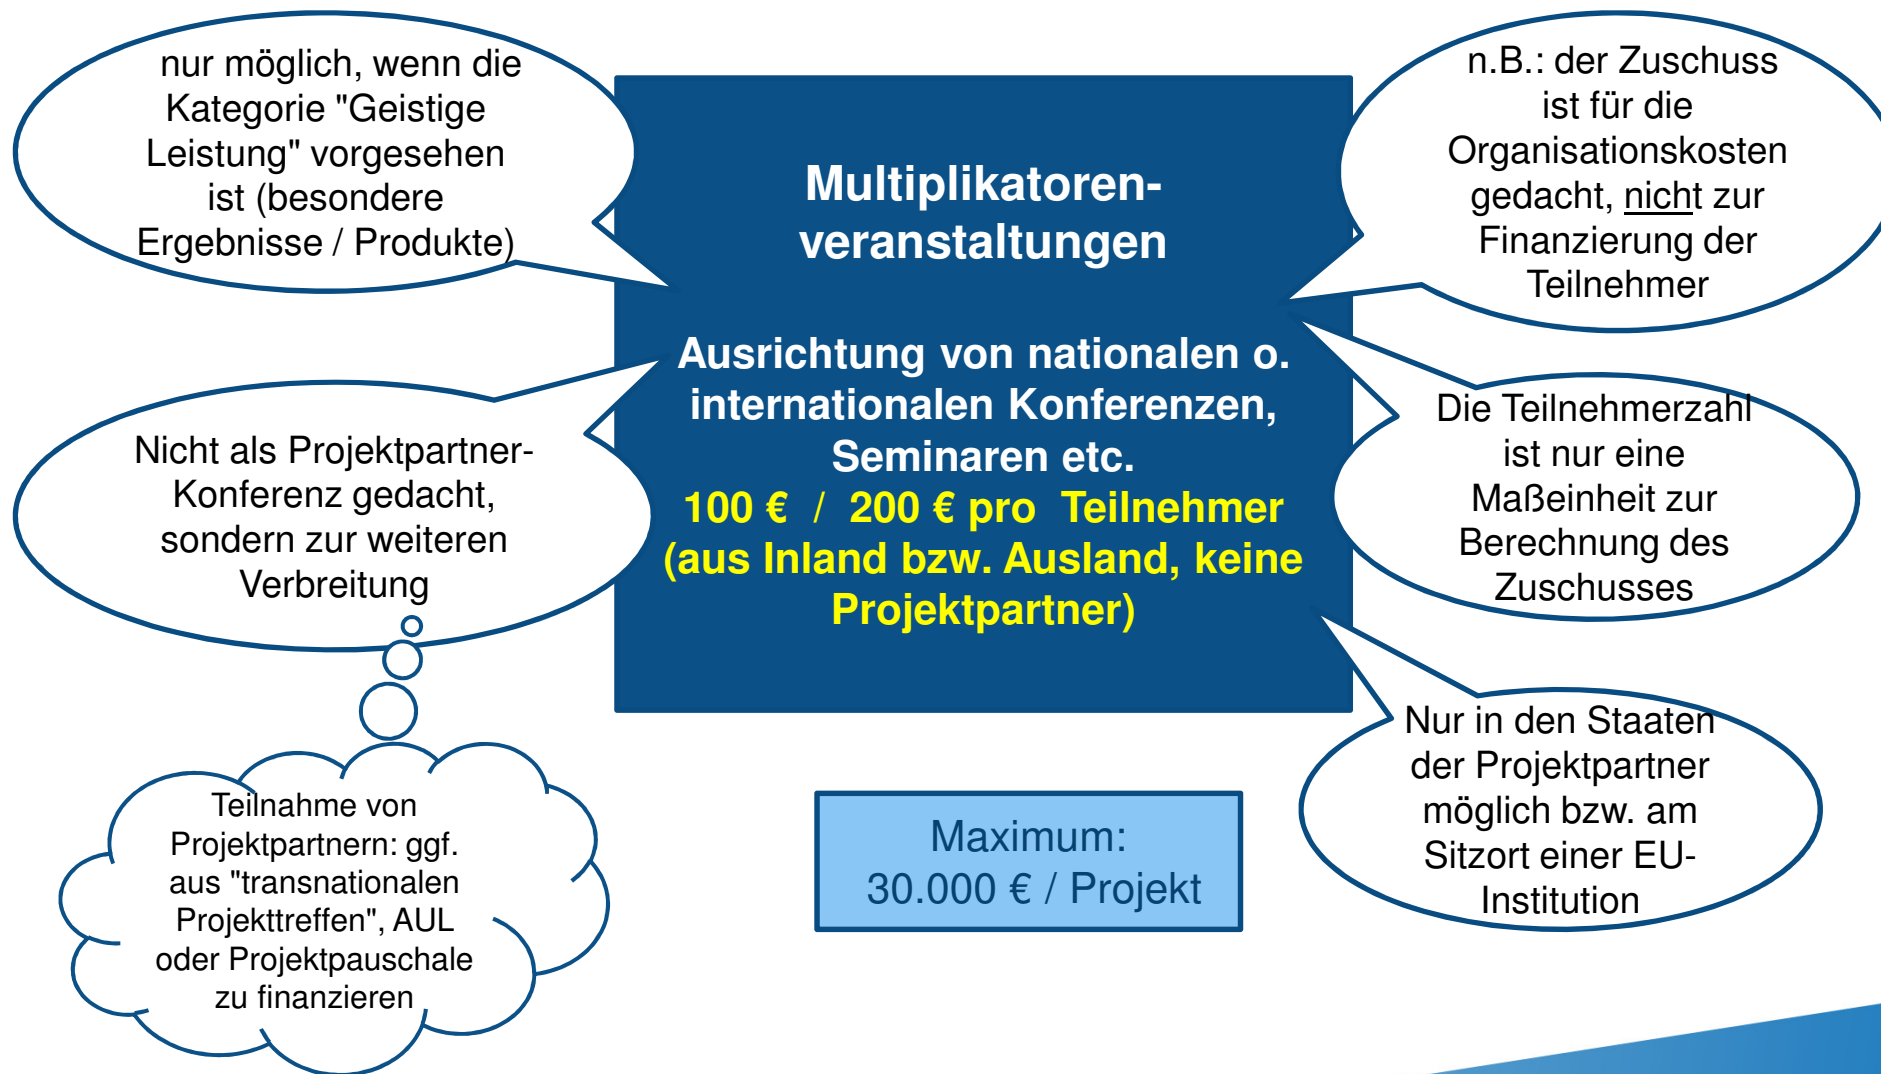 nur möglich, wenn die
Kategorie "Geistige
Leistung" vorgesehen
ist (besondere
Ergebnisse / Produkte)
Nicht als Projektpartner-
Konferenz gedacht,
sondern zur weiteren
Verbreitung
Teilnahme von
Projektpartnern: ggf.
aus "transnationalen
Projekttreffen", AUL
oder Projektpauschale
zu finanzieren
Multiplikatoren-
veranstaltungen
Ausrichtung von nationalen o.
internationalen Konferenzen,
Seminaren etc.
100 € / 200 € pro Teilnehmer
(aus Inland bzw. Ausland, keine
Projektpartner)
Maximum:
30.000 € / Projekt
n.B.: der Zuschuss
ist für die
Organisationskosten
gedacht, nicht zur
Finanzierung der
Teilnehmer
Die Teilnehmerzahl
ist nur eine
Maßeinheit zur
Berechnung des
Zuschusses
Nur in den Staaten
der Projektpartner
möglich bzw. am
Sitzort einer EU-
Institution